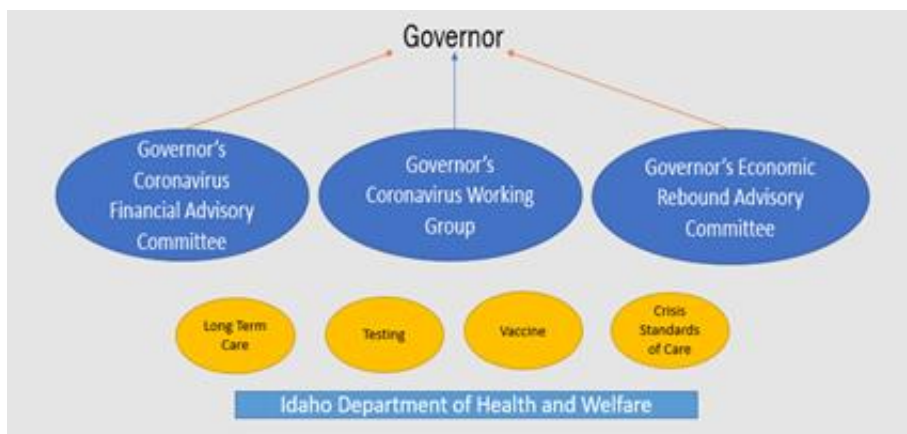 Governor
Governor's
Coronavirus
Financial Advisory
Committee
Governor's
Coronavirus Working
Group
Governor's Economic
Rebound Advisory
Committee
Long Term
Care
Testing
Vaccine
Crisis
Standards
of Care
Idaho Department of Health and Welfare